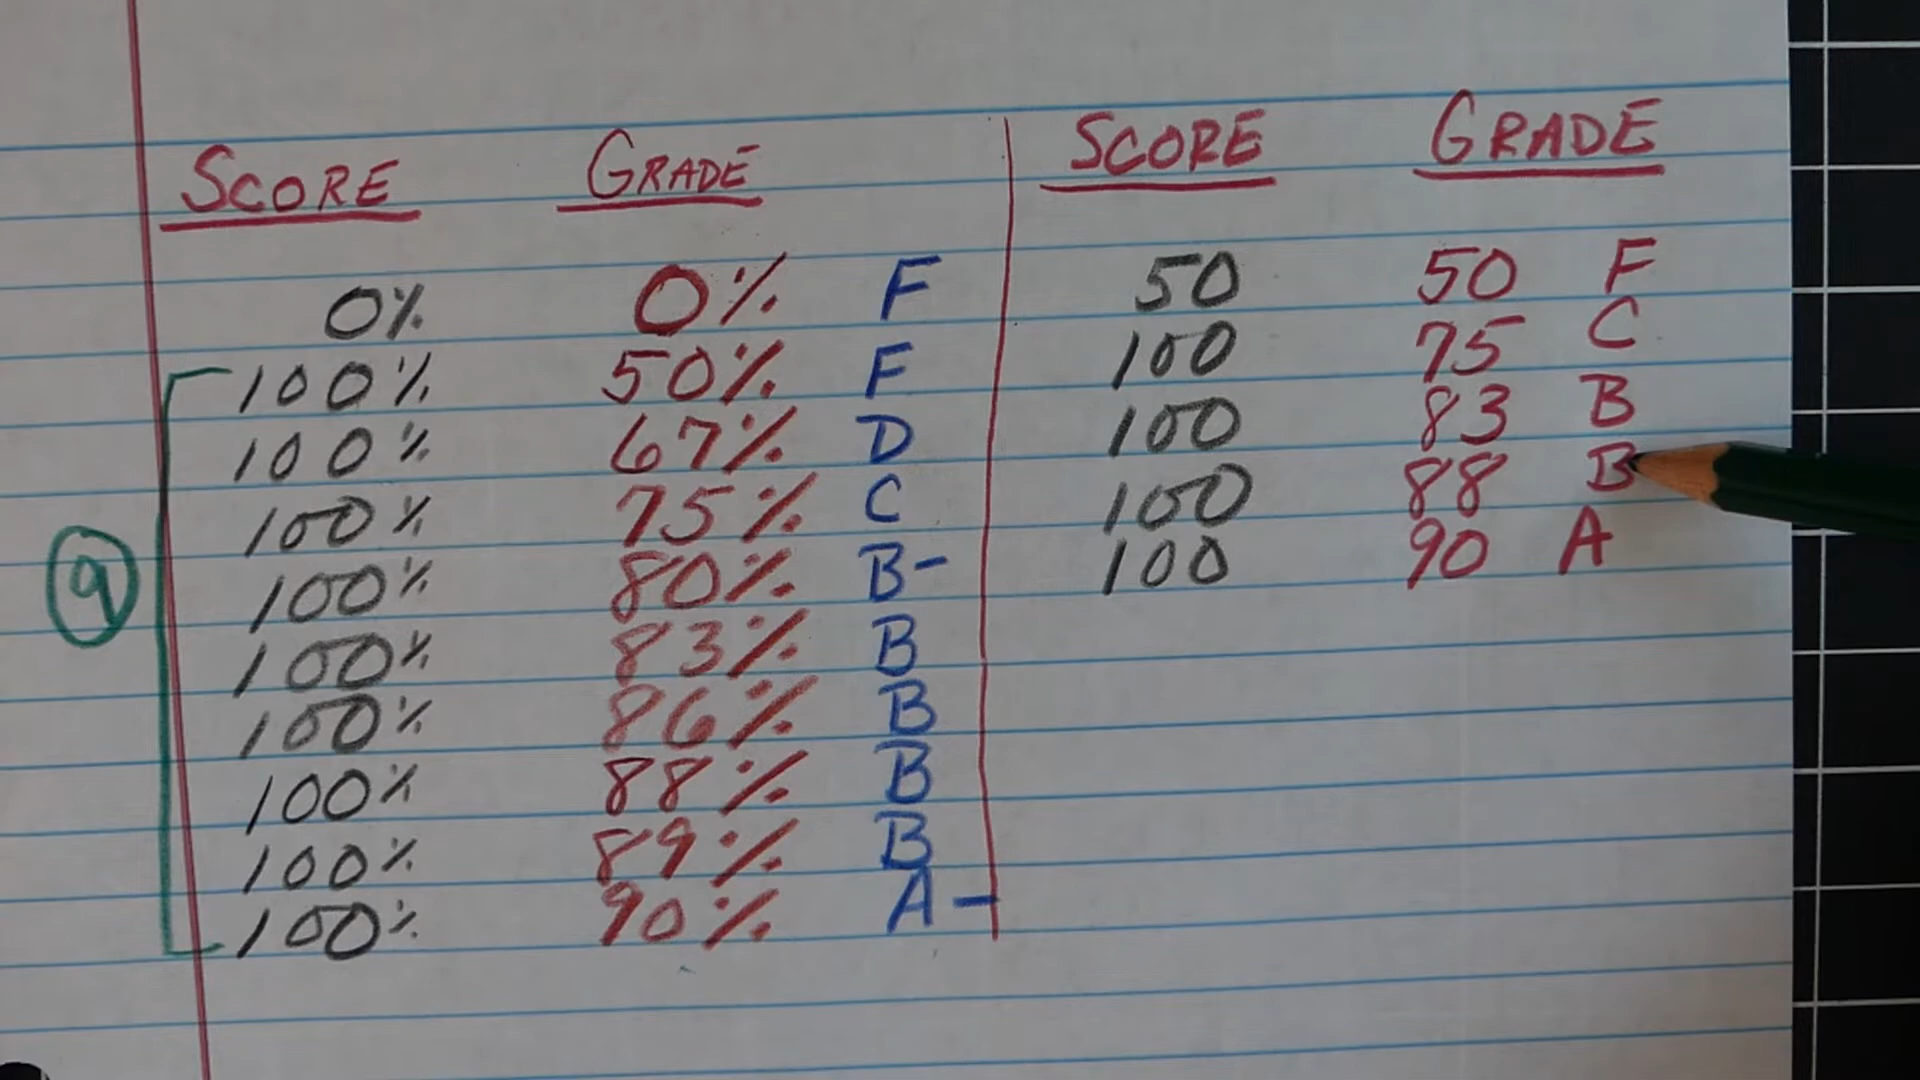 SCORE GRADE
0% 0% F
100% 50% F
100% 67% D
100% 75% C
100% 80% B-
100% 83% B
100% 86% B
100% 88% B
100% 89% B
100% 90% A-
9
SCORE GRADE
50 50 F
100 75 C
100 83 B
100 88 B
100 90 A